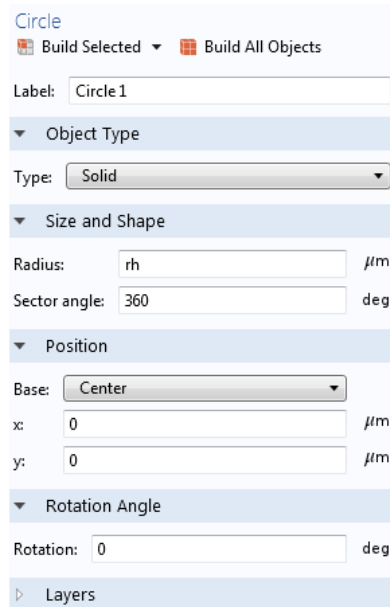 Circle
Build Selected Build All Objects
Label: Circle 1
Object Type
Type: Solid
Size and Shape
Radius: rh μm
Sector angle: 360 deg
Position
Base: Center
x: 0 μm
y: 0 μm
Rotation Angle
Rotation: 0 deg
Layers